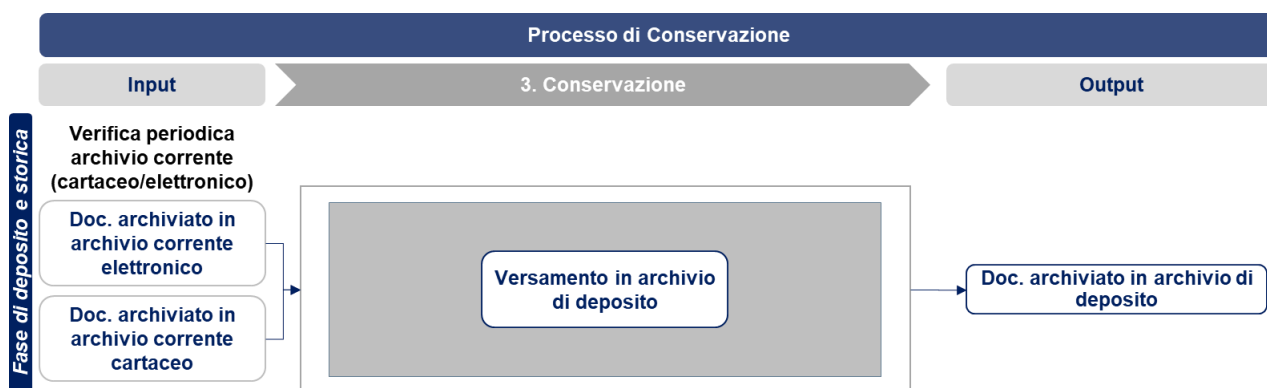 Processo di Conservazione
Input
3. Conservazione
Output
Fase di deposito e storica
Verifica periodica
archivio corrente
(cartaceo/elettronico)
Doc. archiviato in
archivio corrente
elettronico
Doc. archiviato in
archivio corrente
cartaceo
Versamento in archivio
di deposito
Doc. archiviato in archivio di
deposito